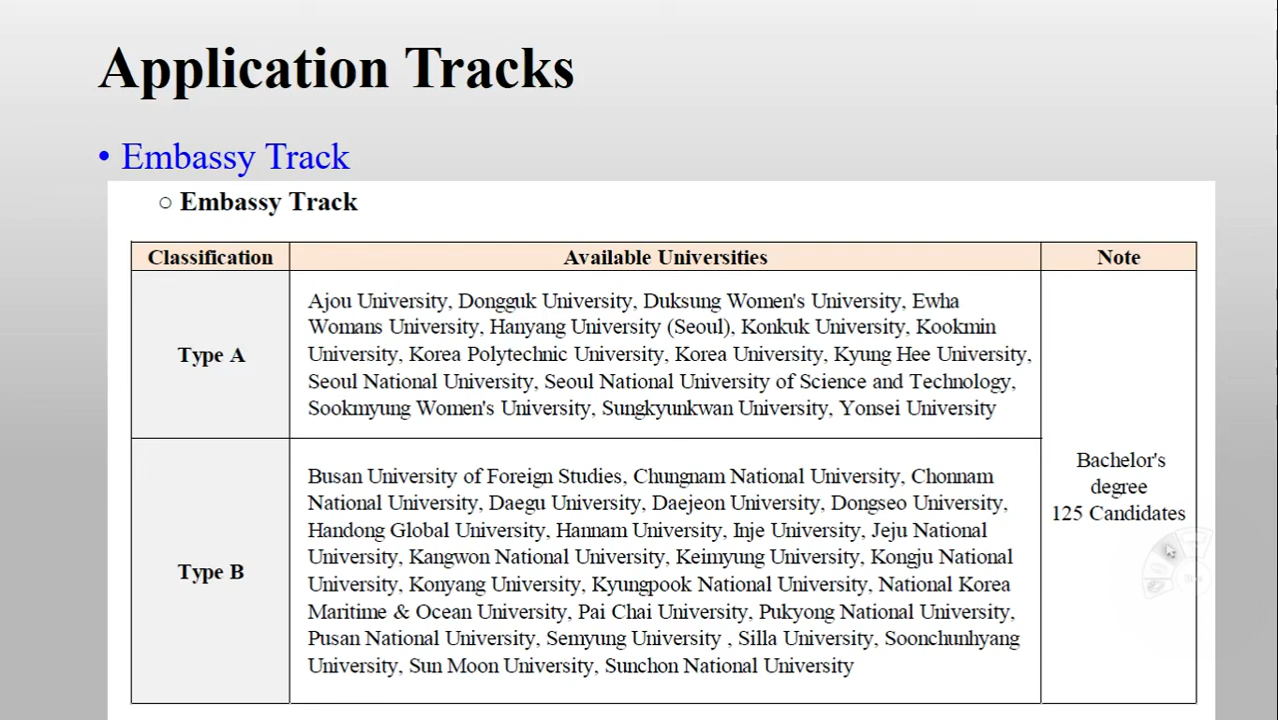 Application Tracks
• Embassy Track
○ Embassy Track
Classification Available Universities Note
Type A
Ajou University, Dongguk University, Duksung Women's University, Ewha
Womans University, Hanyang University (Seoul), Konkuk University, Kookmin
University, Korea Polytechnic University, Korea University, Kyung Hee University,
Seoul National University, Seoul National University of Science and Technology,
Sookmyung Women's University, Sungkyunkwan University, Yonsei University
Type B
Busan University of Foreign Studies, Chungnam National University, Chonnam
National University, Daegu University, Daejeon University, Dongseo University,
Handong Global University, Hannam University, Inje University, Jeju National
University, Kangwon National University, Keimyung University, Kongju National
University, Konyang University, Kyungpook National University, National Korea
Maritime & Ocean University, Pai Chai University, Pukyong National University,
Pusan National University, Semyung University , Silla University, Soonchunhyang
University, Sun Moon University, Sunchon National University
Bachelor's
degree
125 Candidates